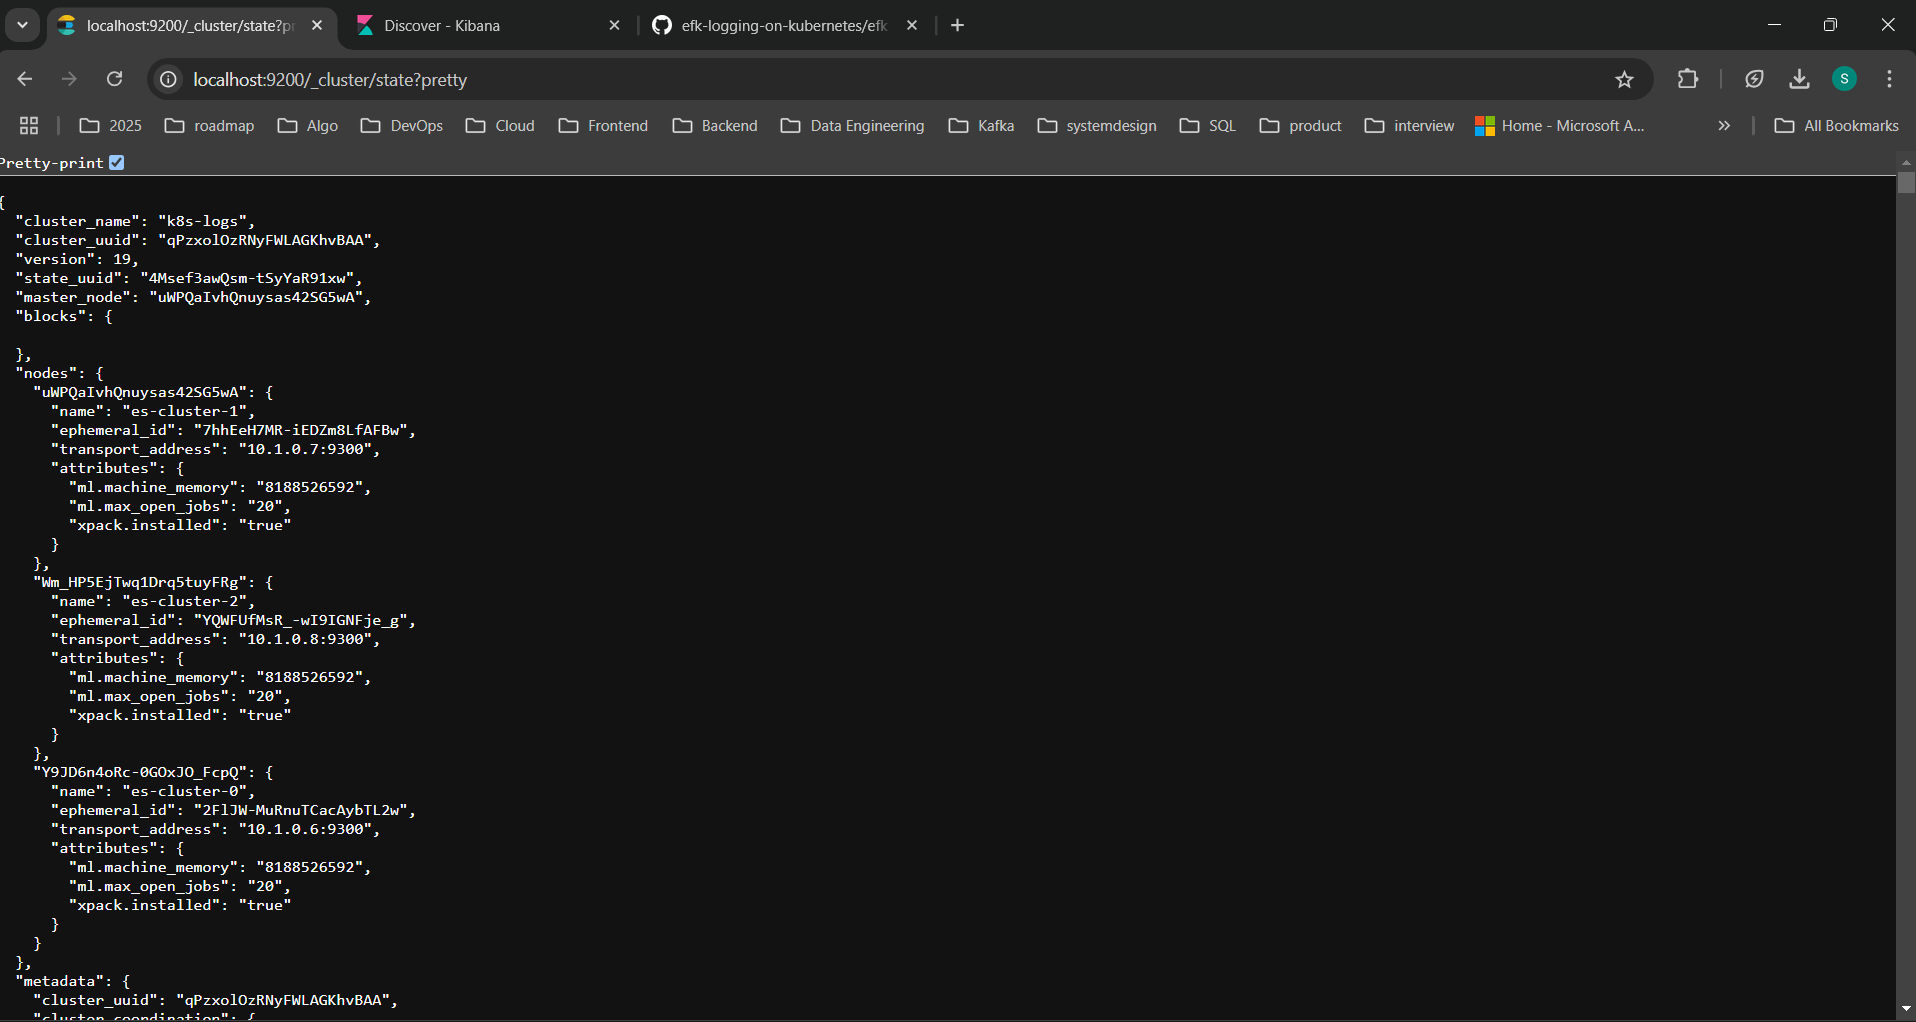 localhost:9200/_cluster/state?pr
Discover - Kibana
efk-logging-on-kubernetes/efk
localhost:9200/_cluster/state?pretty
S
2025
roadmap
Algo
DevOps
Cloud
Frontend
Backend
Data Engineering
Kafka
systemdesign
SQL
product
interview
Home - Microsoft A...
All Bookmarks
Pretty-print
{
"cluster_name": "k8s-logs",
"cluster_uuid": "qPzxolOzRNyFWLAGKhvBAA",
"version": 19,
"state_uuid": "4Msef3awQsm-tSyYaR91xw",
"master_node": "uWPQaIvhQnuysas42SG5wA",
"blocks": {
},
"nodes": {
"uWPQaIvhQnuysas42SG5wA": {
"name": "es-cluster-1",
"ephemeral_id": "7hhEeH7MR-iEDZm8LfAFBw",
"transport_address": "10.1.0.7:9300",
"attributes": {
"ml.machine_memory": "8188526592",
"ml.max_open_jobs": "20",
"xpack.installed": "true"
}
},
"Wm_HP5EjTwq1Drq5tuyFRg": {
"name": "es-cluster-2",
"ephemeral_id": "YQWFUfMsR_-wI9IGNFje_g",
"transport_address": "10.1.0.8:9300",
"attributes": {
"ml.machine_memory": "8188526592",
"ml.max_open_jobs": "20",
"xpack.installed": "true"
}
},
"Y9JD6n4oRc-0GOxJO_FcpQ": {
"name": "es-cluster-0",
"ephemeral_id": "2FlJW-MuRnuTCacAybTL2w",
"transport_address": "10.1.0.6:9300",
"attributes": {
"ml.machine_memory": "8188526592",
"ml.max_open_jobs": "20",
"xpack.installed": "true"
}
}
},
"metadata": {
"cluster_uuid": "qPzxolOzRNyFWLAGKhvBAA",
"cluster_coordination": {